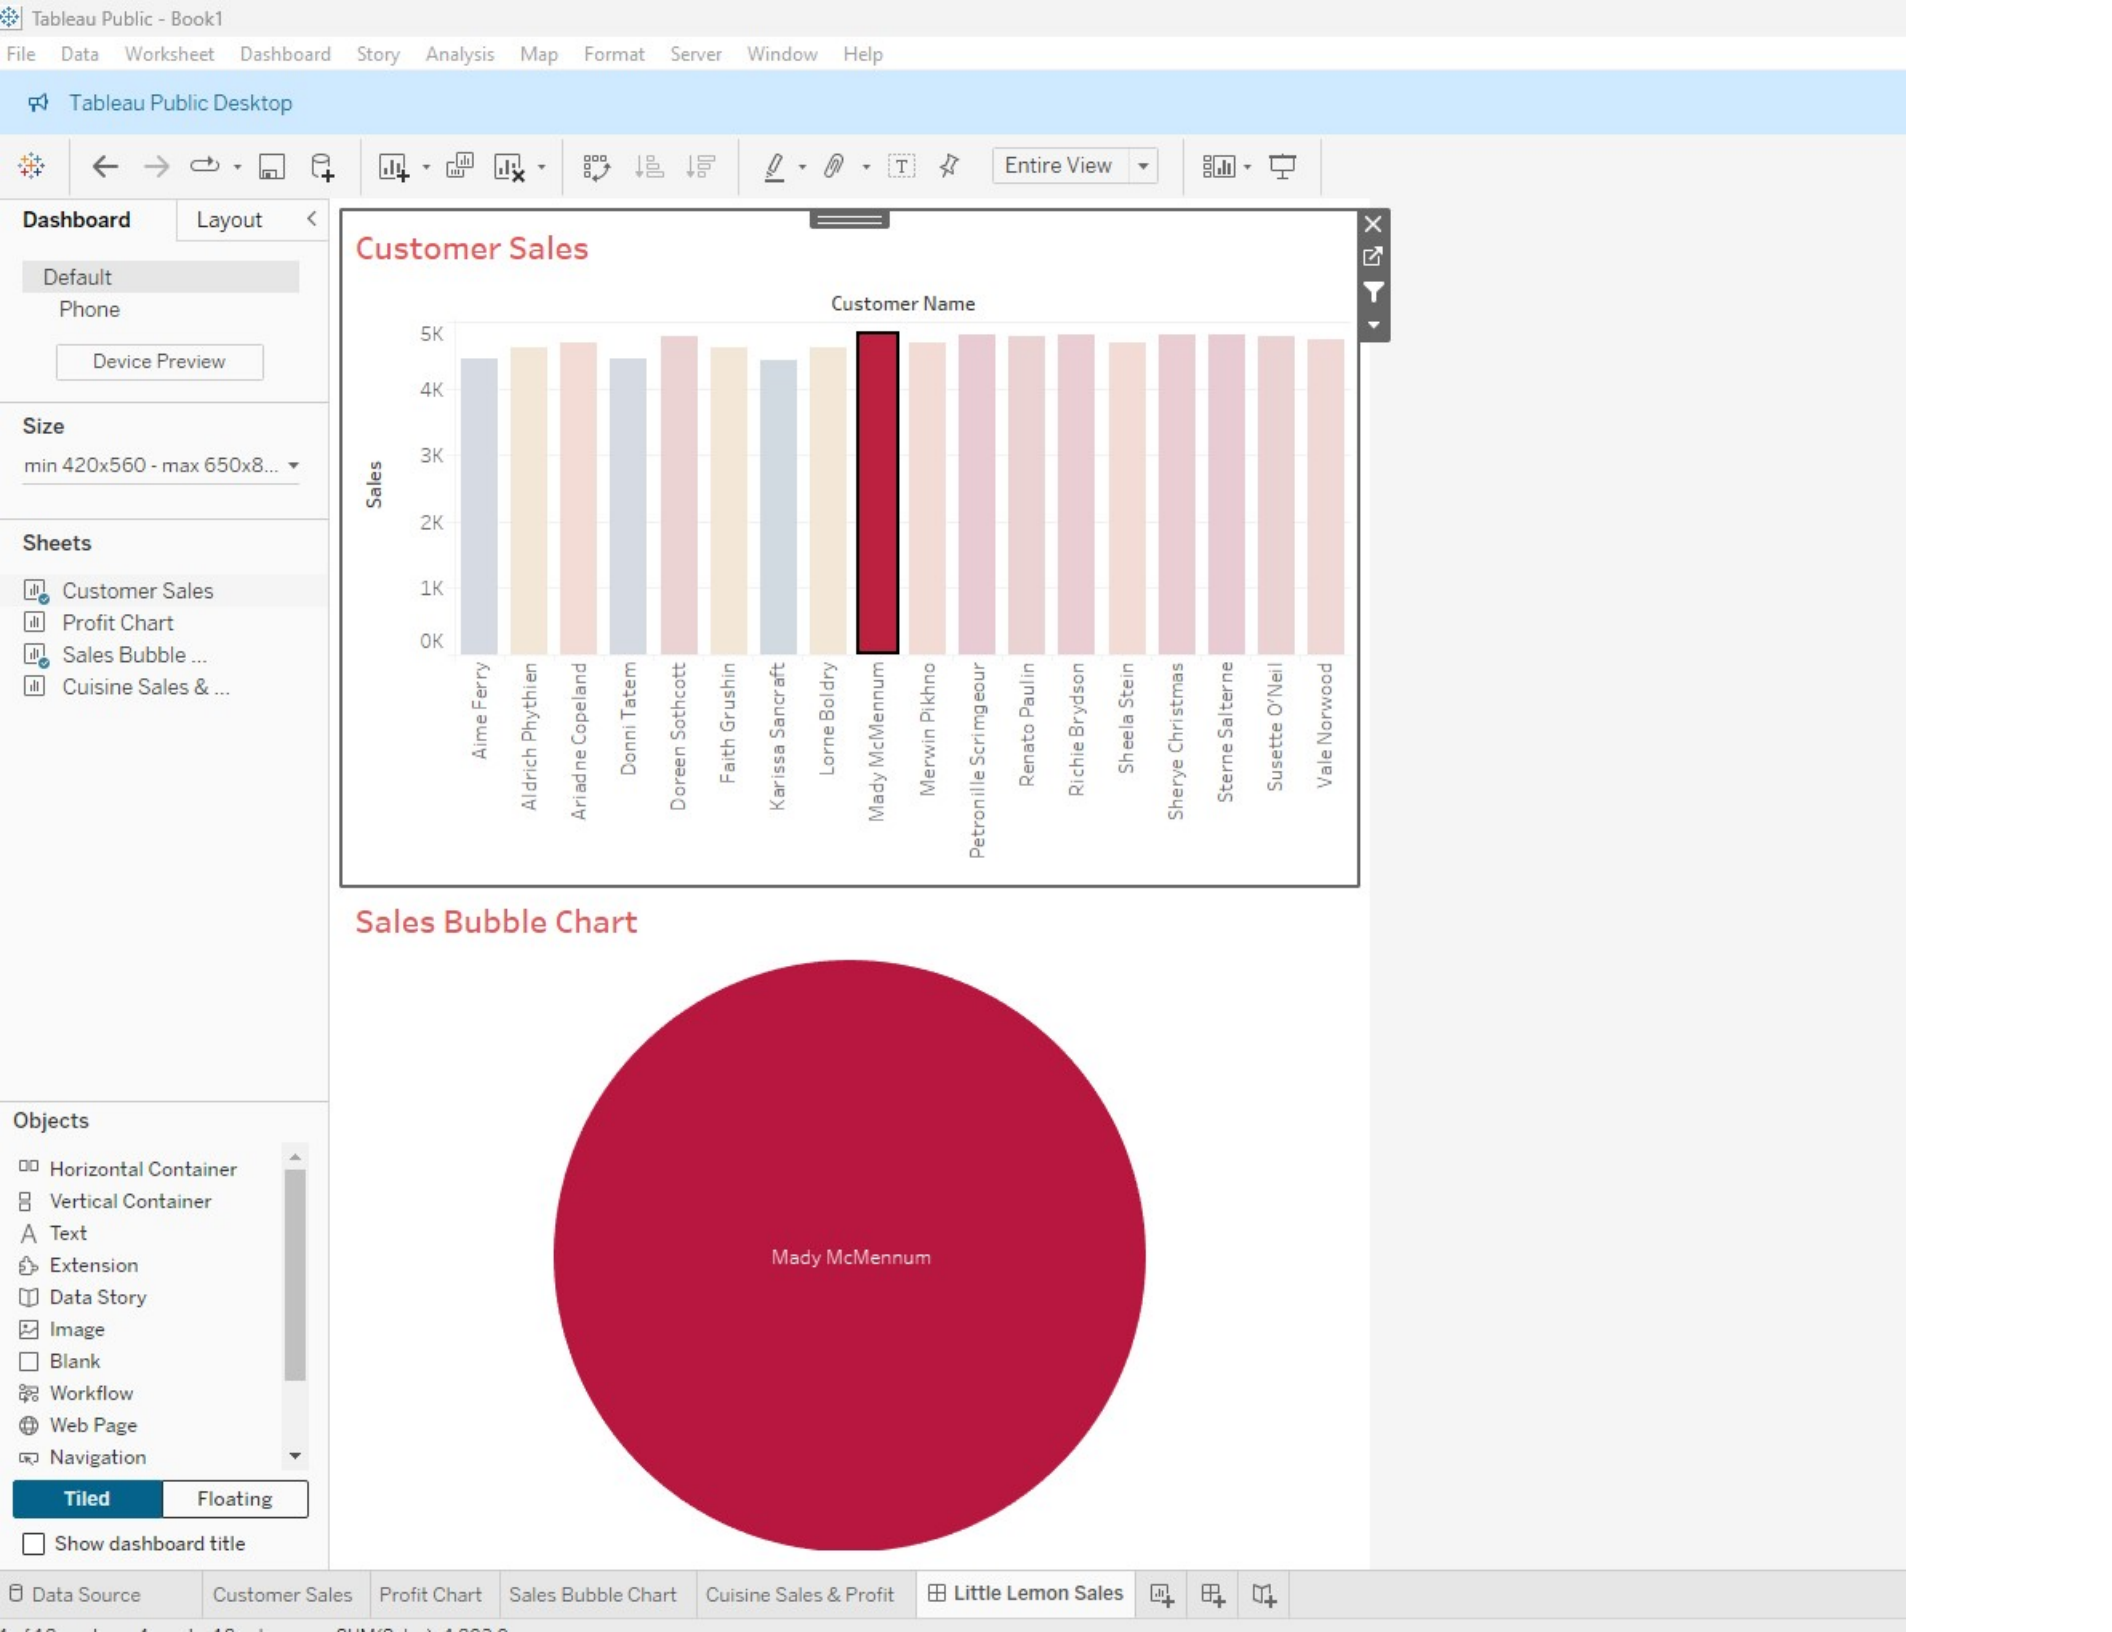 Tableau Public - Book1
File Data Worksheet Dashboard Story Analysis Map Format Server Window Help
Tableau Public Desktop
Entire View
Dashboard Layout
Default
Phone
Device Preview
Size
min 420x560 - max 650x8...
Sheets
Customer Sales
Profit Chart
Sales Bubble ...
Cuisine Sales & ...
Customer Sales
Customer Name
Sales
5K
4K
3K
2K
1K
0K
Aime Ferry
Aldrich Phythien
Ariadne Copeland
Donni Tatem
Doreen Sothcott
Faith Grushin
Karissa Sancraft
Lorne Boldry
Mady McMennum
Merwin Pikhno
Petronille Scrimgeour
Renato Paulin
Richie Brydson
Sheela Stein
Sherye Christmas
Sterne Salterne
Susette O'Neil
Vale Norwood
Sales Bubble Chart
Mady McMennum
Objects
Horizontal Container
Vertical Container
Text
Extension
Data Story
Image
Blank
Workflow
Web Page
Navigation
Tiled Floating
Show dashboard title
Data Source Customer Sales Profit Chart Sales Bubble Chart Cuisine Sales & Profit Little Lemon Sales